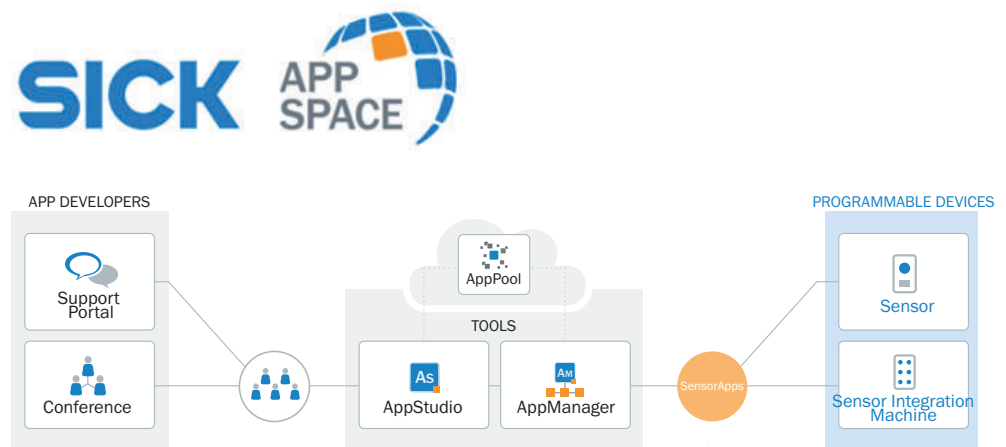 SICK
APP
SPACE
APP DEVELOPERS
PROGRAMMABLE DEVICES
Support
Portal
AppPool
Sensor
TOOLS
Conference
As
AppStudio
AM
AppManager
SensorApps
Sensor Integration
Machine